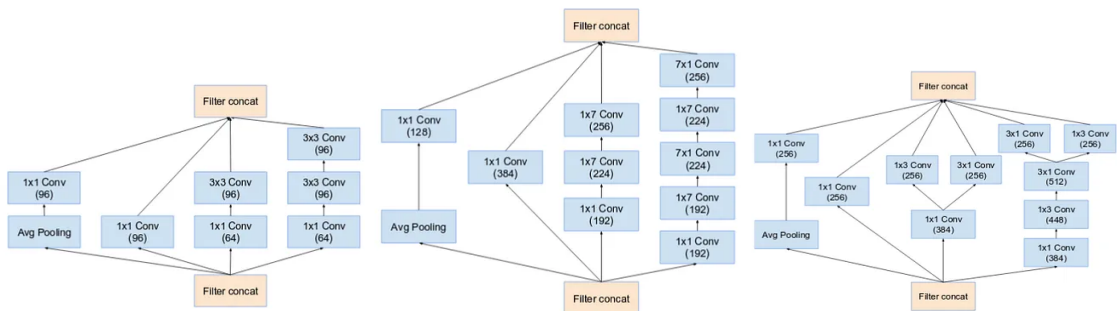 Filter concat
3x3 Conv
(96)
1x1 Conv
(96)
3x3 Conv
(96)
3x3 Conv
(96)
Avg Pooling
1x1 Conv
(96)
1x1 Conv
(64)
1x1 Conv
(64)
Filter concat
Filter concat
7x1 Conv
(256)
1x1 Conv
(128)
1x7 Conv
(256)
1x7 Conv
(224)
1x1 Conv
(384)
1x7 Conv
(224)
7x1 Conv
(224)
Avg Pooling
1x1 Conv
(192)
1x7 Conv
(192)
1x1 Conv
(192)
Filter concat
Filter concat
3x1 Conv
(256)
1x3 Conv
(256)
1x1 Conv
(256)
1x3 Conv
(256)
3x1 Conv
(256)
3x1 Conv
(512)
1x1 Conv
(256)
1x1 Conv
(384)
1x3 Conv
(448)
Avg Pooling
1x1 Conv
(384)
Filter concat